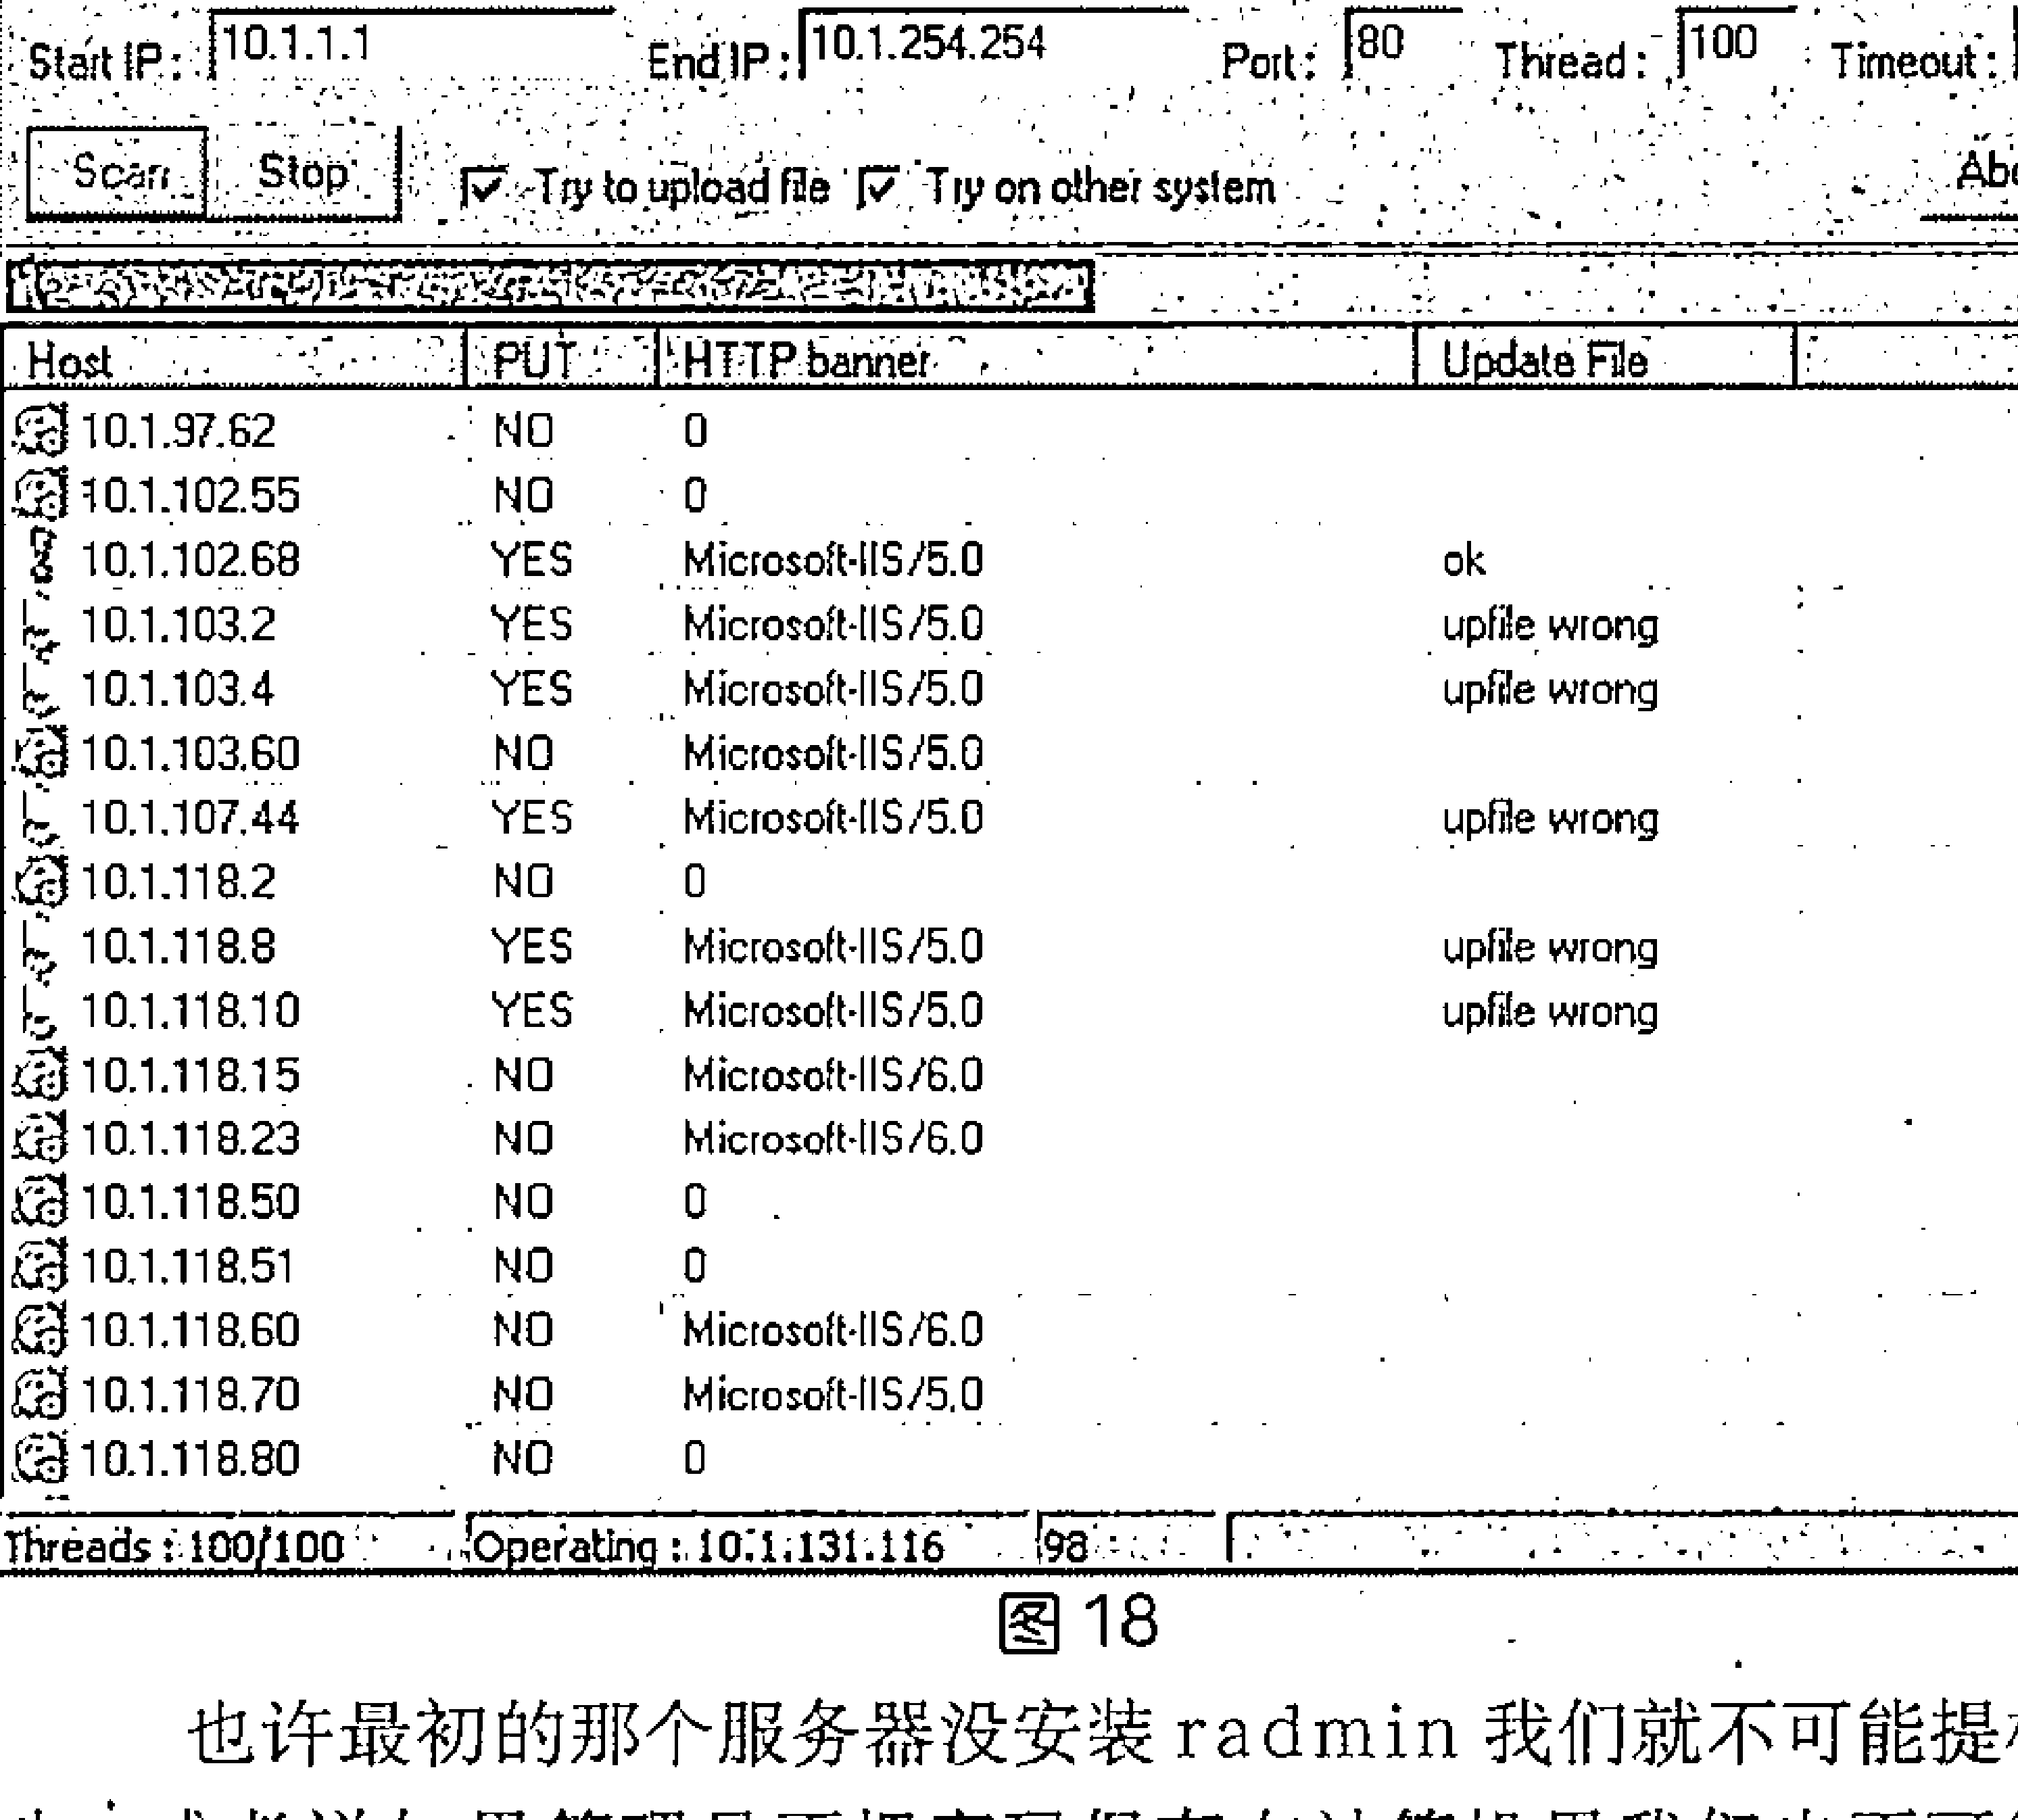 Start IP: 10.1.1.1 End IP: 10.1.254.254 Port: 80 Thread: 100 Timeout:
Scan Stop Try to upload file Try on other system
Host PUT HTTP banner Update File
10.1.97.62 NO 0
10.1.102.55 NO 0
10.1.102.68 YES Microsoft-IIS/5.0 ok
10.1.103.2 YES Microsoft-IIS/5.0 upfile wrong
10.1.103.4 YES Microsoft-IIS/5.0 upfile wrong
10.1.103.60 NO Microsoft-IIS/5.0
10.1.107.44 YES Microsoft-IIS/5.0 upfile wrong
10.1.118.2 NO 0
10.1.118.8 YES Microsoft-IIS/5.0 upfile wrong
10.1.118.10 YES Microsoft-IIS/5.0 upfile wrong
10.1.118.15 NO Microsoft-IIS/6.0
10.1.118.23 NO Microsoft-IIS/6.0
10.1.118.50 NO 0
10.1.118.51 NO 0
10.1.118.60 NO Microsoft-IIS/6.0
10.1.118.70 NO Microsoft-IIS/5.0
10.1.118.80 NO 0
Threads: 100/100 Operating: 10.1.131.116 98
图 18
也许最初的那个服务器没安装 radmin 我们就不可能提